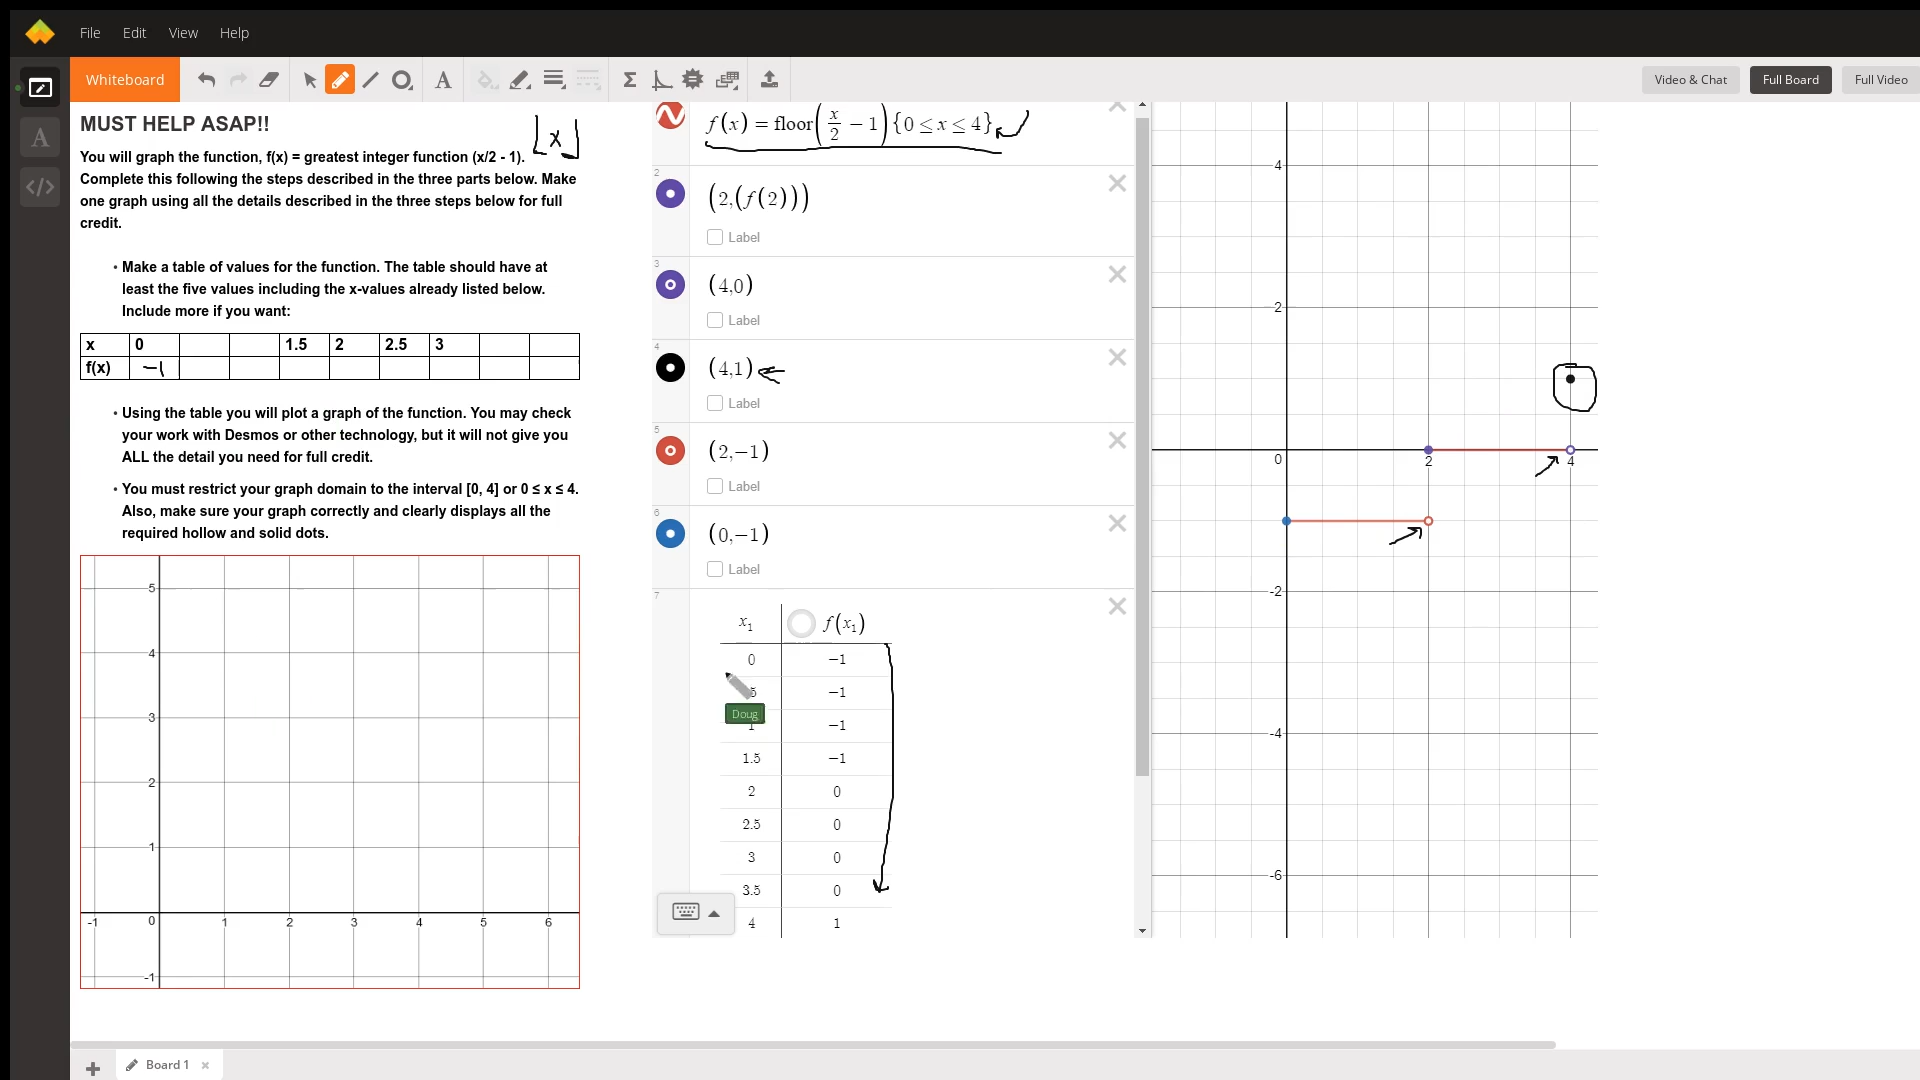 File Edit View Help
Whiteboard
A
Σ
Video & Chat Full Board Full Video
A
</>
MUST HELP ASAP!!
⌊x⌋
You will graph the function, f(x) = greatest integer function (x/2 - 1).
Complete this following the steps described in the three parts below. Make
one graph using all the details described in the three steps below for full
credit.
• Make a table of values for the function. The table should have at
least the five values including the x-values already listed below.
Include more if you want:
x 0 1.5 2 2.5 3
f(x) -1
• Using the table you will plot a graph of the function. You may check
your work with Desmos or other technology, but it will not give you
ALL the detail you need for full credit.
• You must restrict your graph domain to the interval [0, 4] or 0 ≤ x ≤ 4.
Also, make sure your graph correctly and clearly displays all the
required hollow and solid dots.
5
4
3
2
1
-1 0 1 2 3 4 5 6
-1
f(x) = floor(x/2 − 1){0 ≤ x ≤ 4}
2
(2,(f(2)))
Label
3
(4,0)
Label
4
(4,1)
Label
5
(2,−1)
Label
6
(0,−1)
Label
7
x₁ f(x₁)
0 −1
5 −1
Doug
1 −1
1.5 −1
2 0
2.5 0
3 0
3.5 0
4 1
4
2
0 2 4
-2
-4
-6
Board 1